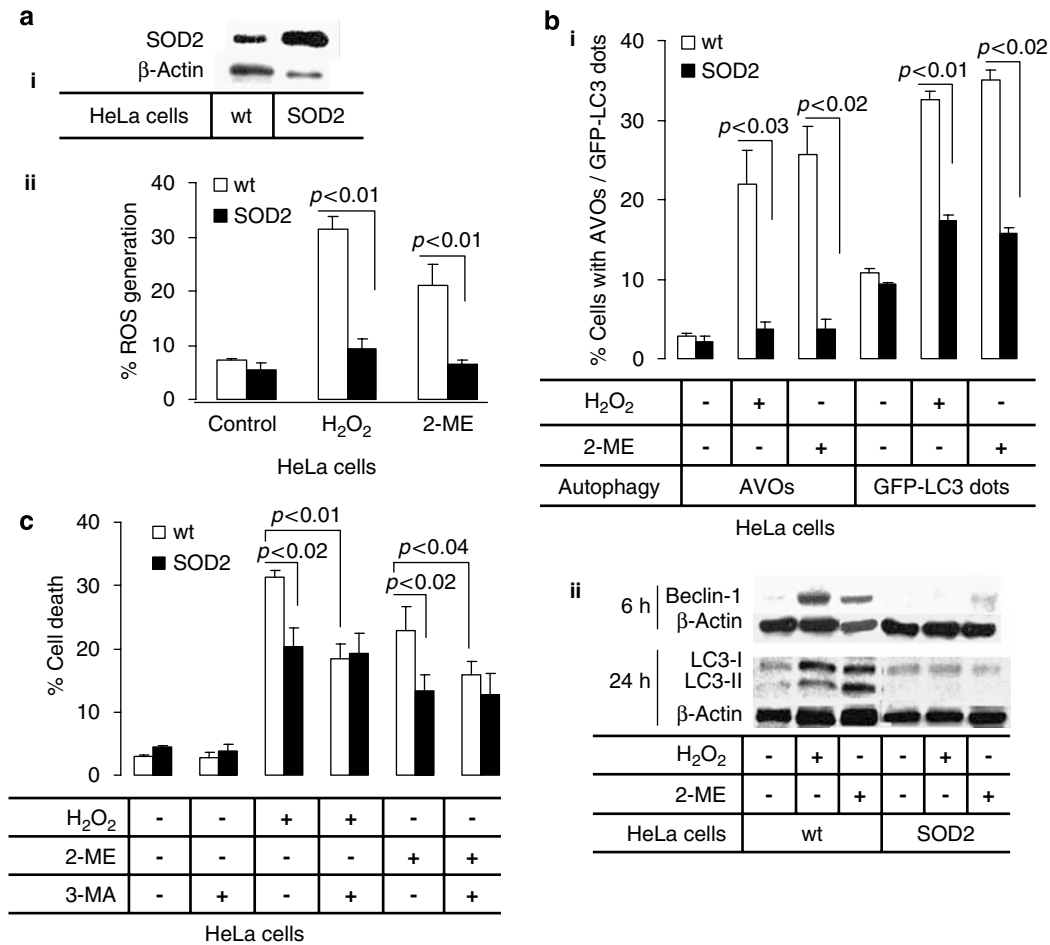 a
i
SOD2
β-Actin
HeLa cells wt SOD2
ii
% ROS generation
40
30
20
10
0
wt
SOD2
p<0.01
p<0.01
Control H₂O₂ 2-ME
HeLa cells
b
i
% Cells with AVOs / GFP-LC3 dots
40
30
20
10
0
wt
SOD2
p<0.03
p<0.02
p<0.01
p<0.02
H₂O₂ - + - - + -
2-ME - - + - - +
Autophagy AVOs GFP-LC3 dots
HeLa cells
ii
6 h
Beclin-1
β-Actin
24 h
LC3-I
LC3-II
β-Actin
H₂O₂ - + - - + -
2-ME - - + - - +
HeLa cells wt SOD2
c
% Cell death
40
30
20
10
0
wt
SOD2
p<0.01
p<0.02
p<0.04
p<0.02
H₂O₂ - - + + - -
2-ME - - - - + +
3-MA - + - + - +
HeLa cells